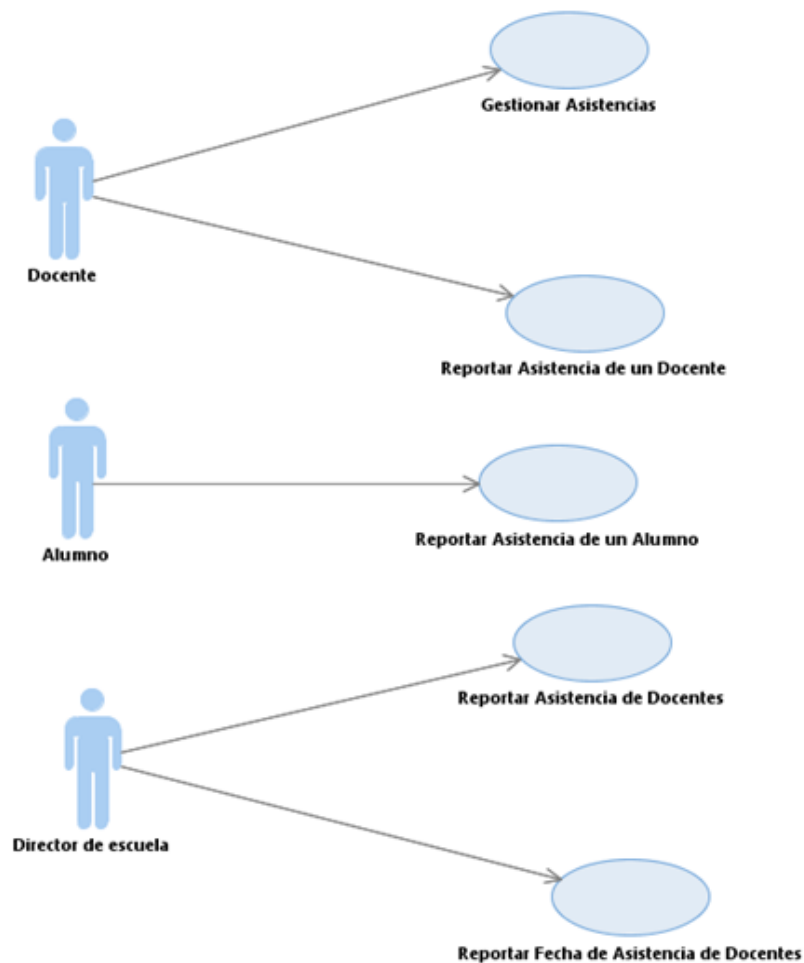 Gestionar Asistencias
Docente
Reportar Asistencia de un Docente
Reportar Asistencia de un Alumno
Alumno
Reportar Asistencia de Docentes
Director de escuela
Reportar Fecha de Asistencia de Docentes